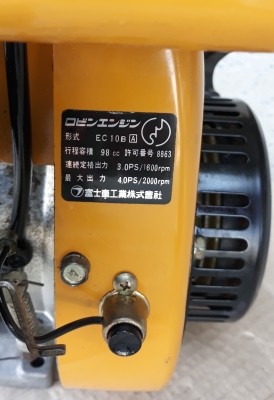 ロビンエンジン
形式 EC10B A
行程容積 98 cc 許可番号 8863
連続定格出力 3.0PS/1600rpm
最大出力 4.0PS/2000rpm
富士重工業株式會社